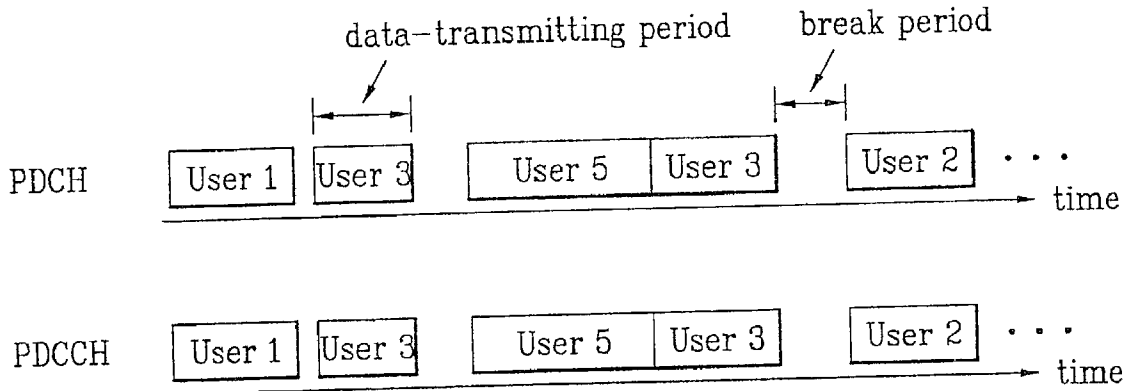 data-transmitting period break period
PDCH User 1 User 3 User 5 User 3 User 2 ...
time
PDCCH User 1 User 3 User 5 User 3 User 2 ...
time